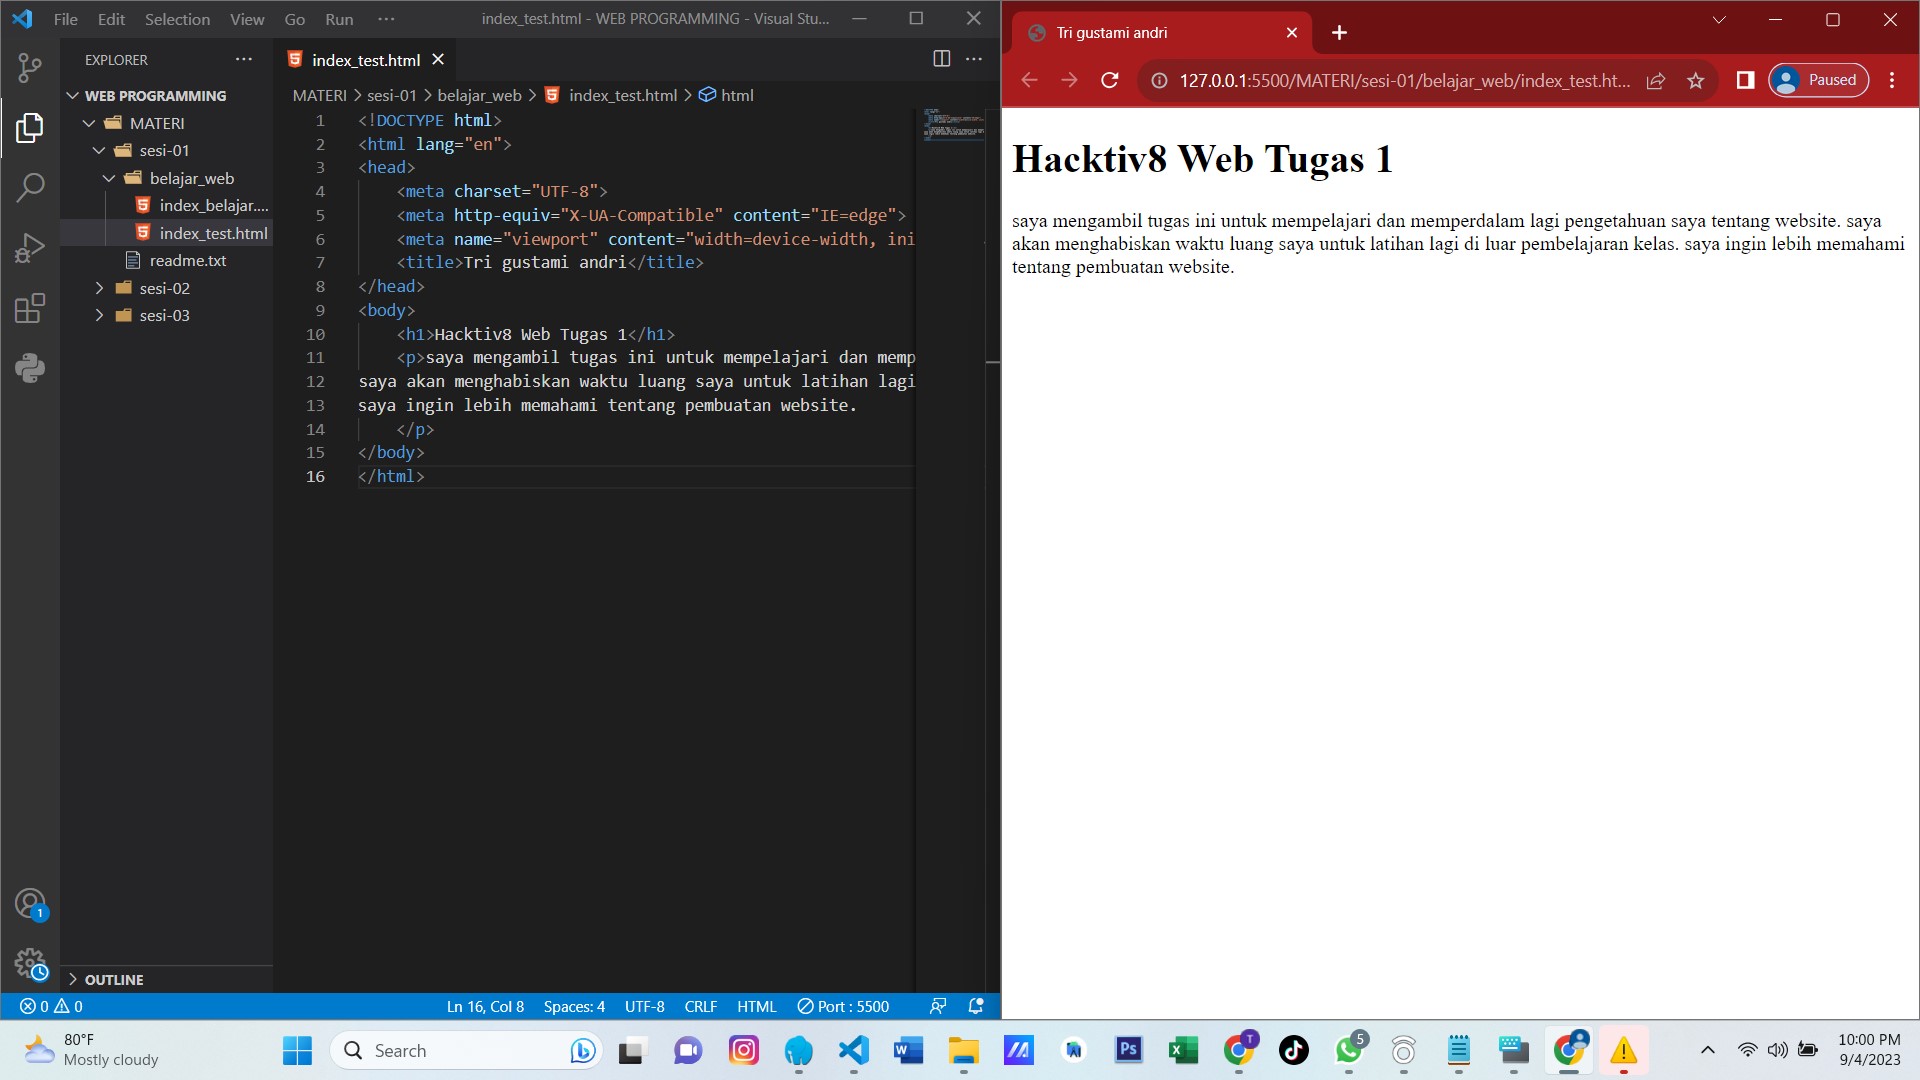 File Edit Selection View Go Run ··· index_test.html - WEB PROGRAMMING - Visual Stu...
EXPLORER ···
WEB PROGRAMMING
MATERI
sesi-01
belajar_web
index_belajar....
index_test.html
readme.txt
sesi-02
sesi-03
OUTLINE
1
index_test.html
MATERI > sesi-01 > belajar_web > index_test.html > html
1 <!DOCTYPE html>
2 <html lang="en">
3 <head>
4 <meta charset="UTF-8">
5 <meta http-equiv="X-UA-Compatible" content="IE=edge">
6 <meta name="viewport" content="width=device-width, ini
7 <title>Tri gustami andri</title>
8 </head>
9 <body>
10 <h1>Hacktiv8 Web Tugas 1</h1>
11 <p>saya mengambil tugas ini untuk mempelajari dan memp
12 saya akan menghabiskan waktu luang saya untuk latihan lagi
13 saya ingin lebih memahami tentang pembuatan website.
14 </p>
15 </body>
16 </html>
0 0 Ln 16, Col 8 Spaces: 4 UTF-8 CRLF HTML Port : 5500
Tri gustami andri
127.0.0.1:5500/MATERI/sesi-01/belajar_web/index_test.ht... Paused
Hacktiv8 Web Tugas 1
saya mengambil tugas ini untuk mempelajari dan memperdalam lagi pengetahuan saya tentang website. saya
akan menghabiskan waktu luang saya untuk latihan lagi di luar pembelajaran kelas. saya ingin lebih memahami
tentang pembuatan website.
80°F
Mostly cloudy
Search
W
Ps
X
T
5
10:00 PM
9/4/2023